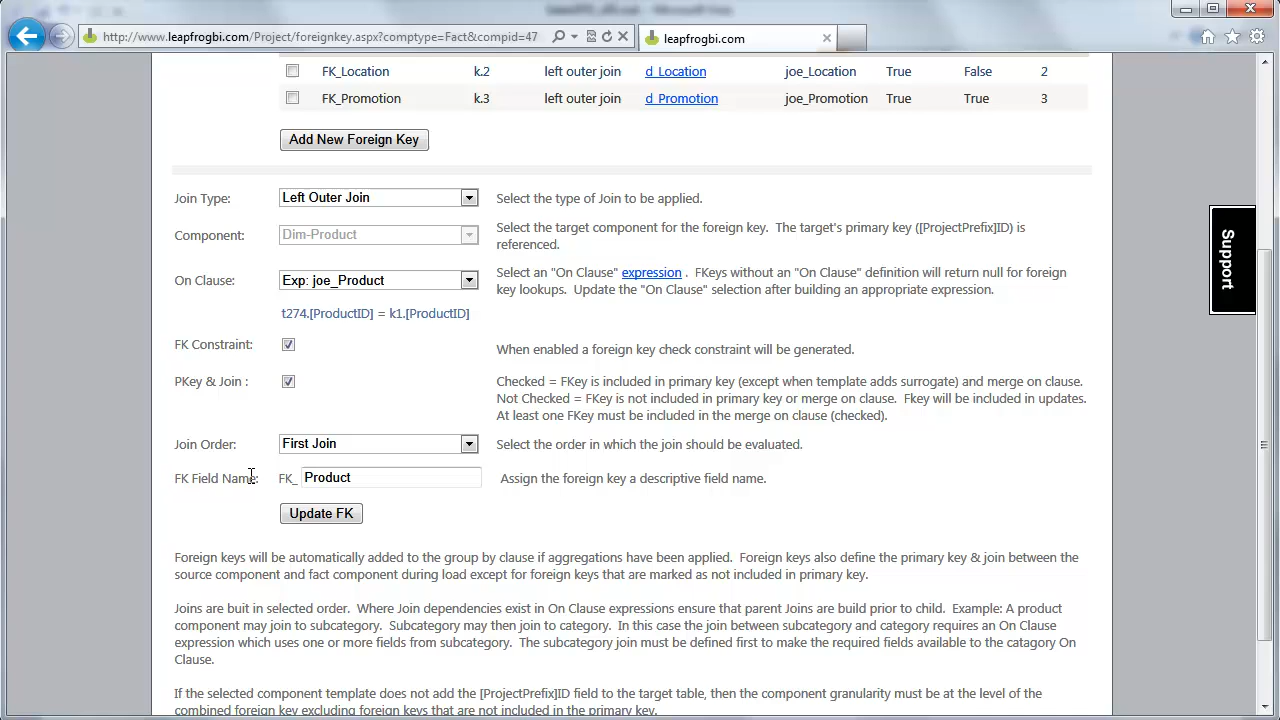 http://www.leapfrogbi.com/Project/foreignkey.aspx?comptype=Fact&compid=47
leapfrogbi.com
FK_Location k.2 left outer join d_Location joe_Location True False 2
FK_Promotion k.3 left outer join d_Promotion joe_Promotion True True 3
Add New Foreign Key
Join Type: Left Outer Join Select the type of Join to be applied.
Component: Dim-Product Select the target component for the foreign key. The target's primary key ([ProjectPrefix]ID) is
referenced.
On Clause: Exp: joe_Product Select an "On Clause" expression . FKeys without an "On Clause" definition will return null for foreign
key lookups. Update the "On Clause" selection after building an appropriate expression.
t274.[ProductID] = k1.[ProductID]
FK Constraint: When enabled a foreign key check constraint will be generated.
PKey & Join : Checked = FKey is included in primary key (except when template adds surrogate) and merge on clause.
Not Checked = FKey is not included in primary key or merge on clause. Fkey will be included in updates.
At least one FKey must be included in the merge on clause (checked).
Join Order: First Join Select the order in which the join should be evaluated.
FK Field Name: FK_ Product Assign the foreign key a descriptive field name.
Update FK
Foreign keys will be automatically added to the group by clause if aggregations have been applied. Foreign keys also define the primary key & join between the
source component and fact component during load except for foreign keys that are marked as not included in primary key.
Joins are buit in selected order. Where Join dependencies exist in On Clause expressions ensure that parent Joins are build prior to child. Example: A product
component may join to subcategory. Subcategory may then join to category. In this case the join between subcategory and category requires an On Clause
expression which uses one or more fields from subcategory. The subcategory join must be defined first to make the required fields available to the catagory On
Clause.
If the selected component template does not add the [ProjectPrefix]ID field to the target table, then the component granularity must be at the level of the
combined foreign key excluding foreign keys that are not included in the primary key.
Support